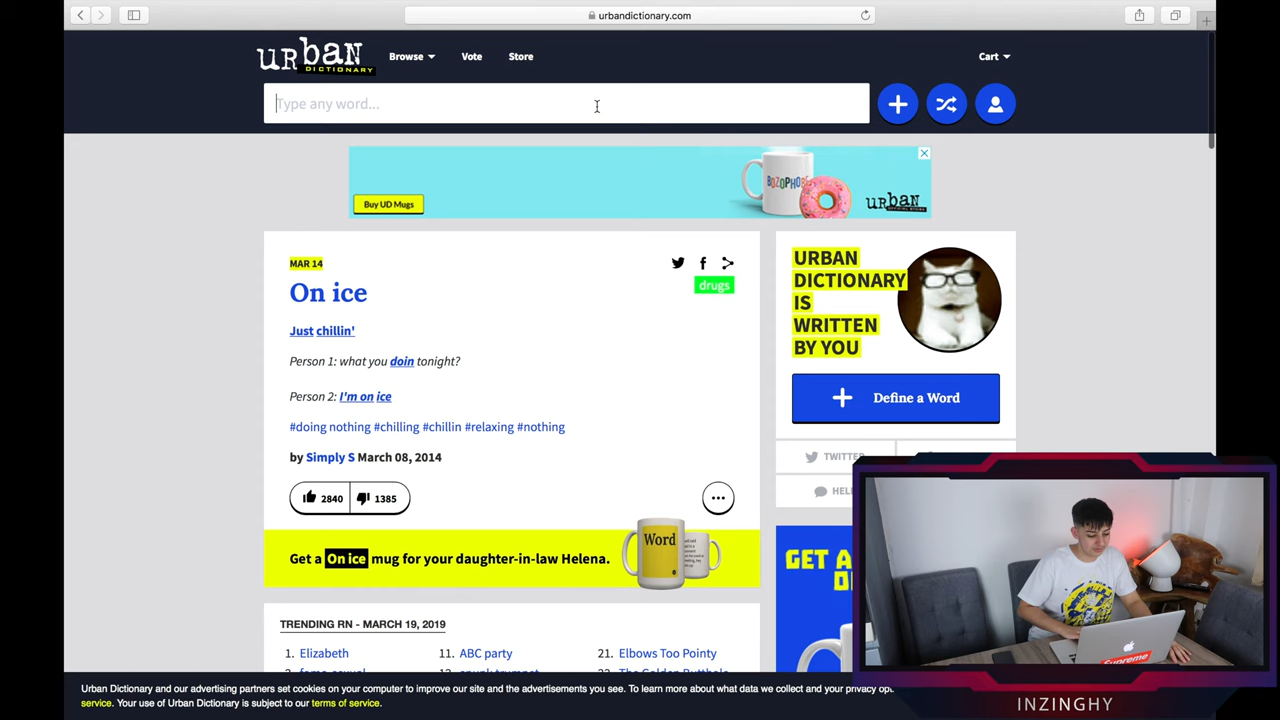 urbandictionary.com
urban
DICTIONARY
Browse
Vote
Store
Cart
Type any word...
Buy UD Mugs
BOZOPHOBE
urban
MAR 14
drugs
On ice
Just chillin'
Person 1: what you doin tonight?
Person 2: I'm on ice
#doing nothing #chilling #chillin #relaxing #nothing
by Simply S March 08, 2014
2840
1385
Get a On ice mug for your daughter-in-law Helena.
Word
TRENDING RN - MARCH 19, 2019
1. Elizabeth
11. ABC party
21. Elbows Too Pointy
URBAN
DICTIONARY
IS
WRITTEN
BY YOU
Define a Word
TWITTER
HEL
GET A
Urban Dictionary and our advertising partners set cookies on your computer to improve our site and the advertisements you see. To learn more about what data we collect and your privacy opt
service. Your use of Urban Dictionary is subject to our terms of service.
Supreme
INZINGHY